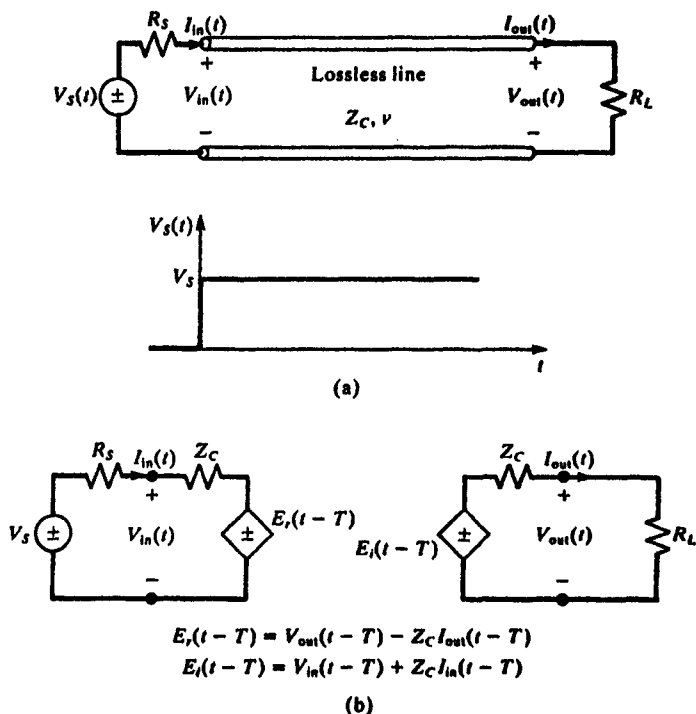 R_S I_in(t) I_out(t)
+ Lossless line +
V_S(t) ± V_in(t) V_out(t) R_L
− Z_C, ν −
V_S(t)
V_S
t
(a)
R_S I_in(t) Z_C Z_C I_out(t)
+ +
V_S ± V_in(t) ± E_r(t − T) E_i(t − T) ± V_out(t) R_L
− −
E_r(t − T) = V_out(t − T) − Z_C I_out(t − T)
E_i(t − T) = V_in(t − T) + Z_C I_in(t − T)
(b)